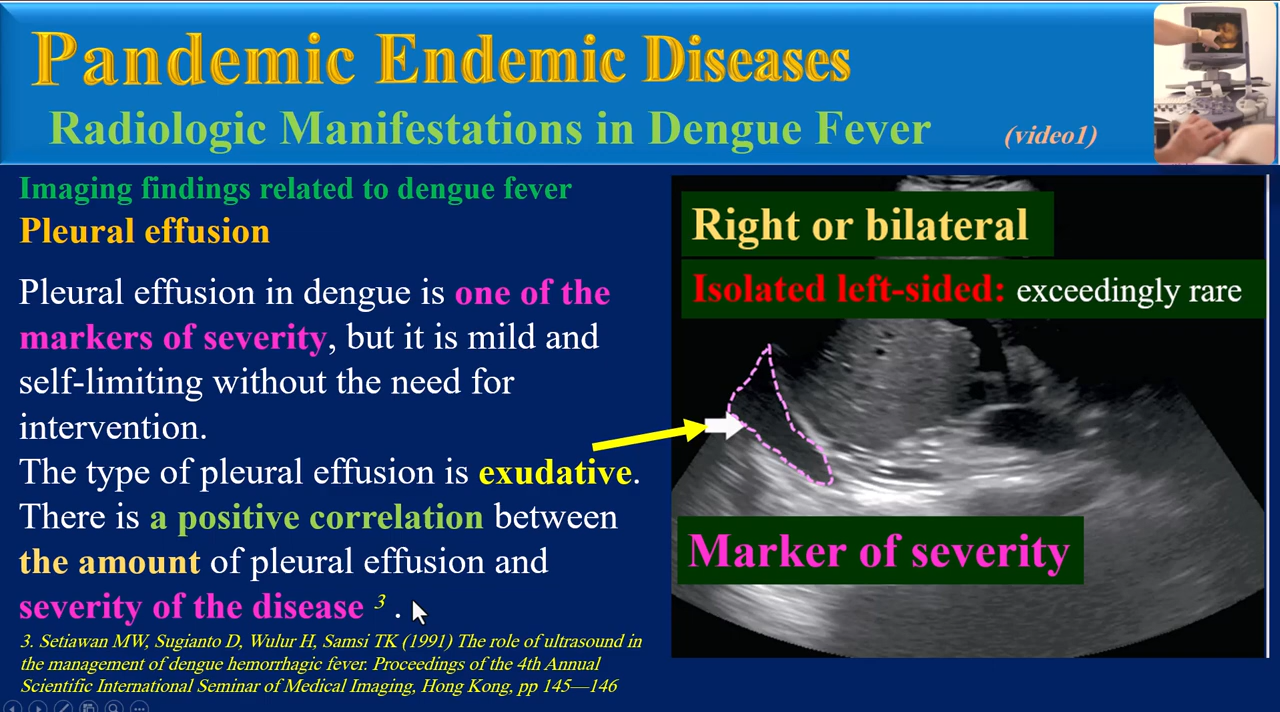 Pandemic Endemic Diseases
Radiologic Manifestations in Dengue Fever (video1)
Imaging findings related to dengue fever
Pleural effusion
Pleural effusion in dengue is one of the
markers of severity, but it is mild and
self-limiting without the need for
intervention.
The type of pleural effusion is exudative.
There is a positive correlation between
the amount of pleural effusion and
severity of the disease 3 .
3. Setiawan MW, Sugianto D, Wulur H, Samsi TK (1991) The role of ultrasound in
the management of dengue hemorrhagic fever. Proceedings of the 4th Annual
Scientific International Seminar of Medical Imaging, Hong Kong, pp 145—146
Right or bilateral
Isolated left-sided: exceedingly rare
Marker of severity